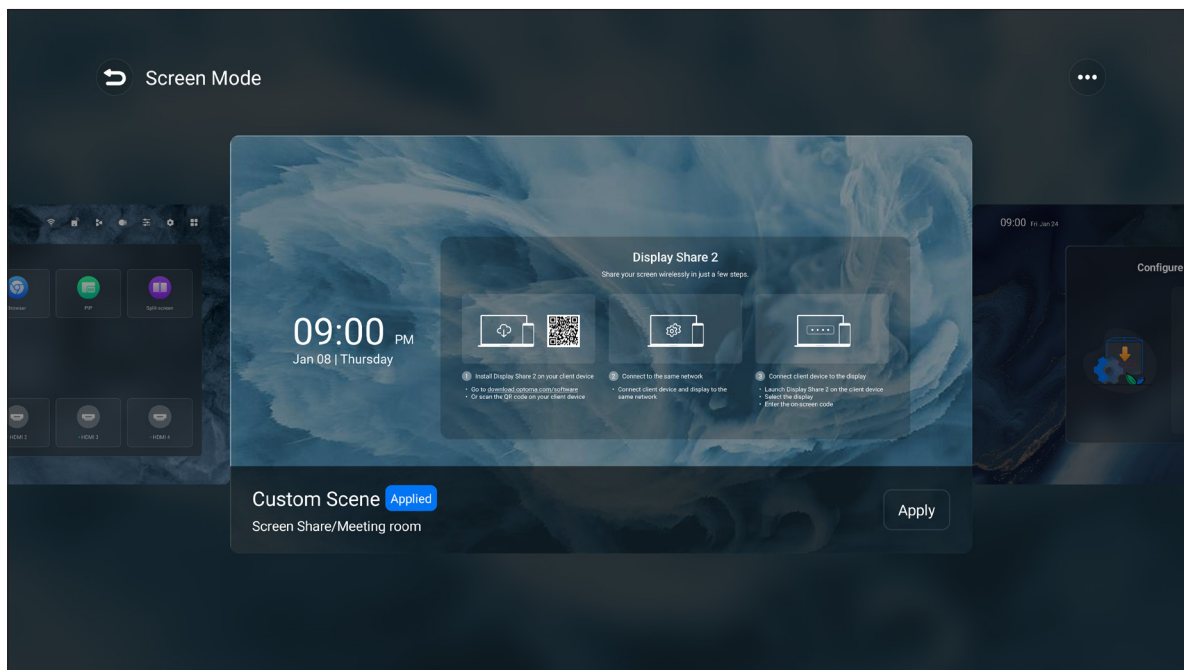 Screen Mode
Browser
PIP
Split-screen
HDMI 2
HDMI 3
HDMI 4
09:00 PM
Jan 08 | Thursday
Display Share 2
Share your screen wirelessly in just a few steps.
1 Install Display Share 2 on your client device
• Go to download.optoma.com/software
• Or scan the QR code on your client device
2 Connect to the same network
• Connect client device and display to the
same network
3 Connect client device to the display
• Launch Display Share 2 on the client device
• Select the display
• Enter the on-screen code
09:00 Fri Jan 24
Configure
Custom Scene Applied
Screen Share/Meeting room
Apply